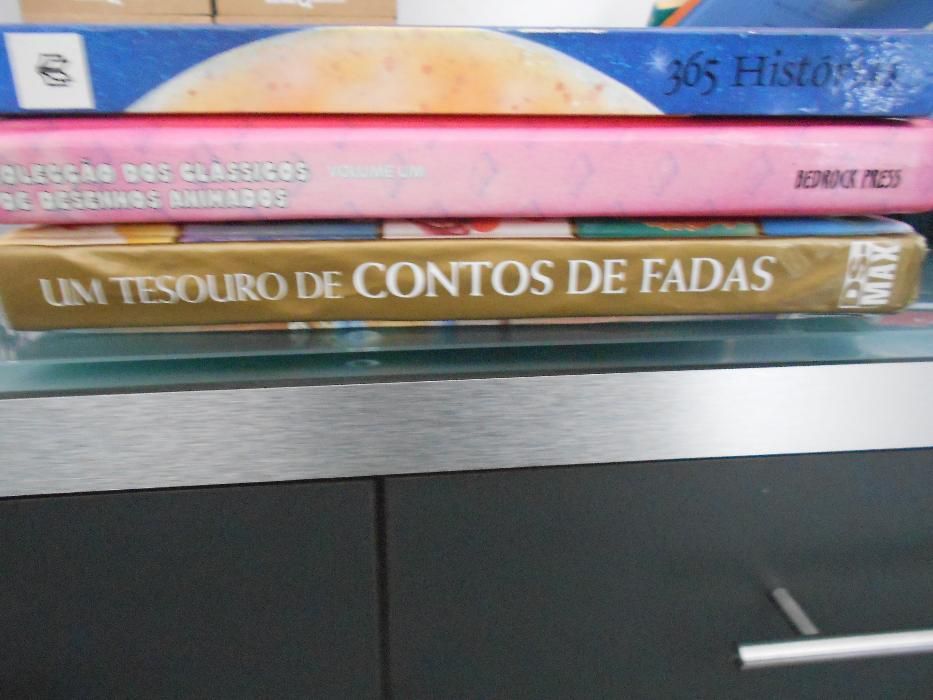 365 Histórias
OLECÇÃO DOS CLÁSSICOS
DE DESENHOS ANIMADOS
VOLUME UM
BEDROCK PRESS
UM TESOURO DE CONTOS DE FADAS
DS-MAX